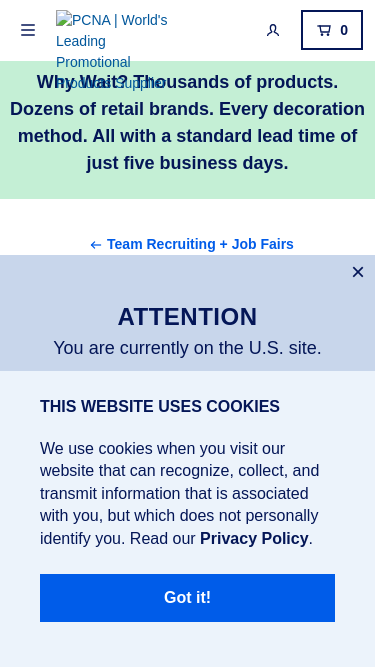 PCNA | World's
Leading
Promotional
Products Supplier
0
Why Wait? Thousands of products.
Dozens of retail brands. Every decoration
method. All with a standard lead time of
just five business days.
← Team Recruiting + Job Fairs
×
ATTENTION
You are currently on the U.S. site.
THIS WEBSITE USES COOKIES
We use cookies when you visit our
website that can recognize, collect, and
transmit information that is associated
with you, but which does not personally
identify you. Read our Privacy Policy.
Got it!